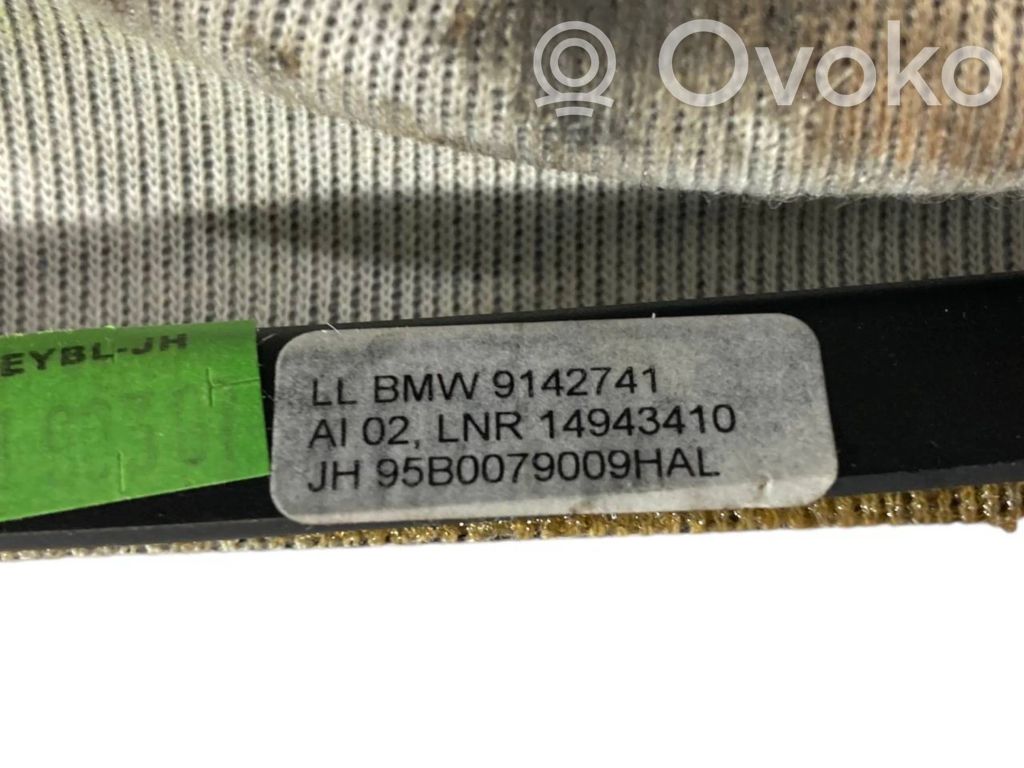 Ovoko
EYBL-JH
LL BMW 9142741
AI 02, LNR 14943410
JH 95B0079009HAL